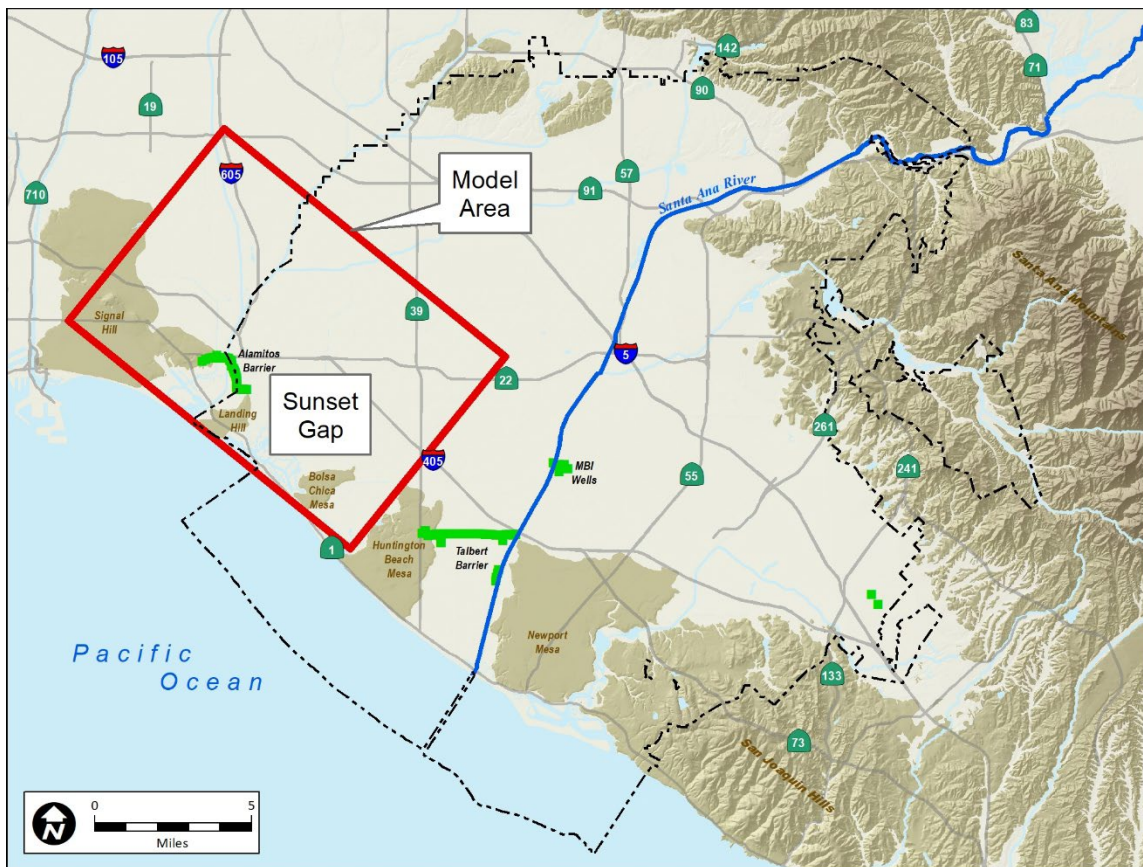 83
142
71
105
90
19
57
605
Model
Area
91
710
Santa Ana River
Santa Ana Mountains
39
Signal
Hill
5
Alamitos
Barrier
22
Sunset
Gap
Landing
Hill
261
405
MBI
Wells
55
241
Bolsa
Chica
Mesa
1
Huntington
Beach
Mesa
Talbert
Barrier
Newport
Mesa
Pacific
Ocean
133
73
San Joaquin Hills
0
5
Miles
N